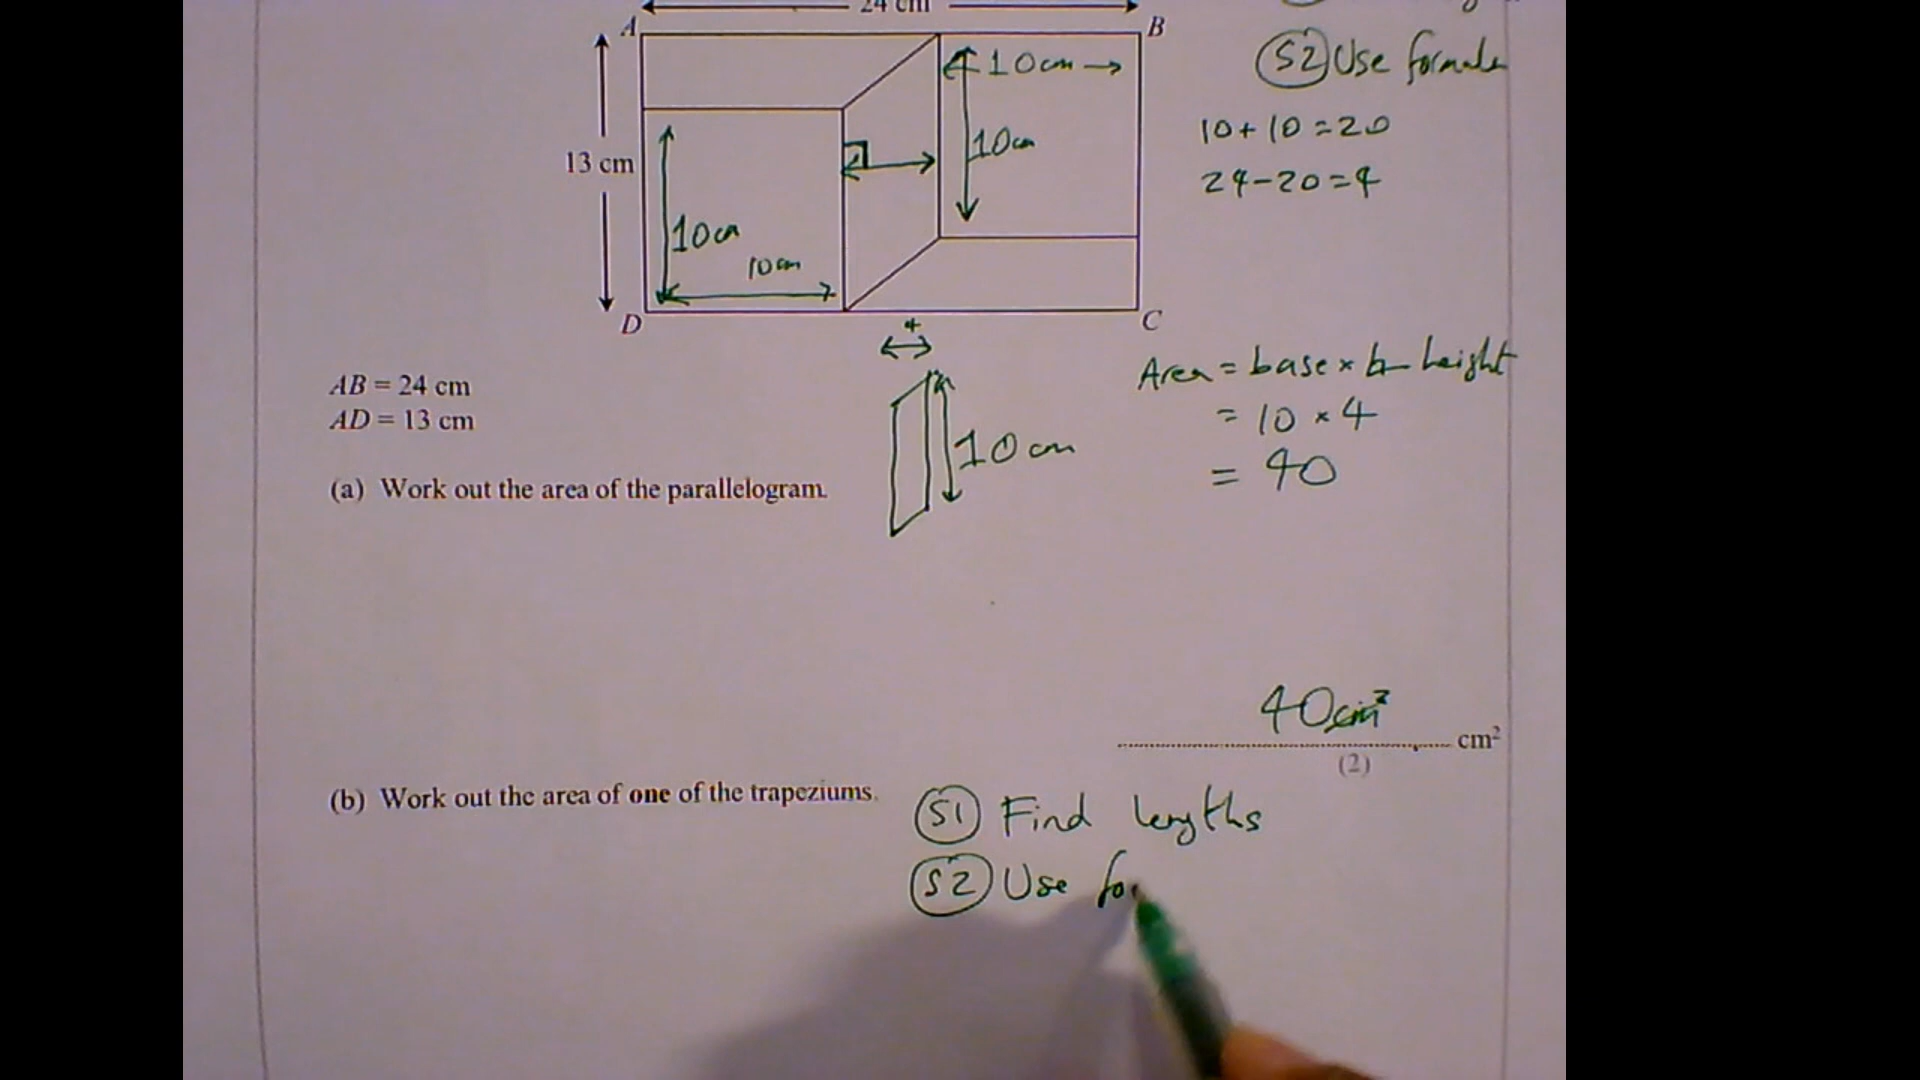 24 cm
A B
10cm
S2 Use formula
10+10=20
24-20=4
13 cm
10cm
10cm
10cm
D C
4
AB = 24 cm
AD = 13 cm
10cm
Area = base × height
= 10 × 4
= 40
(a) Work out the area of the parallelogram.
40cm²
cm²
(2)
(b) Work out the area of one of the trapeziums.
S1 Find lengths
S2 Use fo